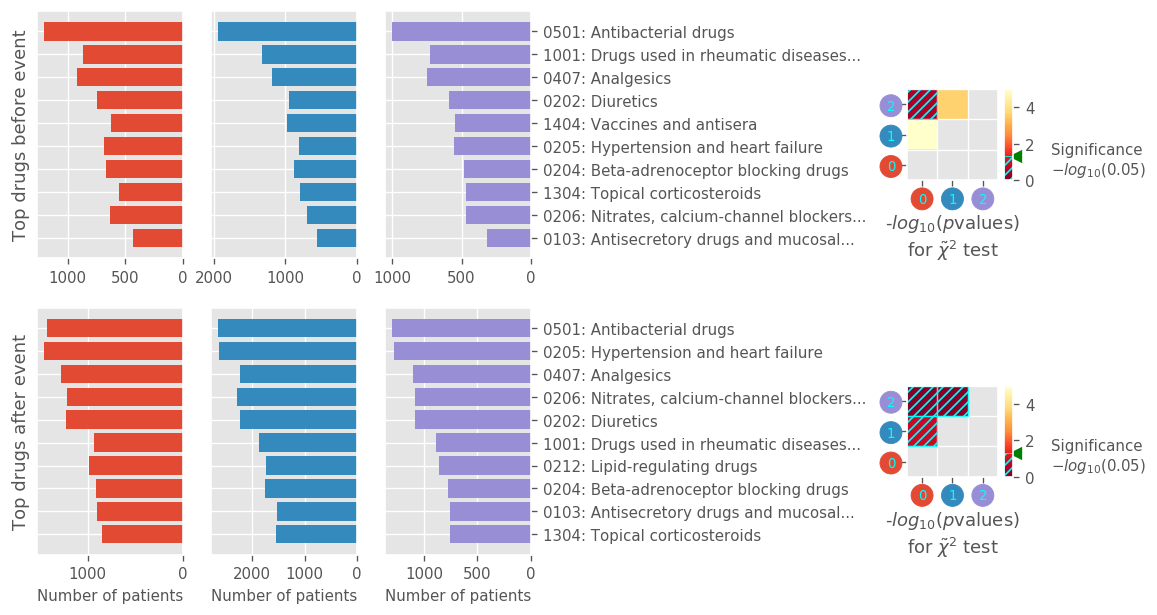 Top drugs before event
0501: Antibacterial drugs
1001: Drugs used in rheumatic diseases...
0407: Analgesics
0202: Diuretics
1404: Vaccines and antisera
0205: Hypertension and heart failure
0204: Beta-adrenoceptor blocking drugs
1304: Topical corticosteroids
0206: Nitrates, calcium-channel blockers...
0103: Antisecretory drugs and mucosal...
1000 500 0
2000 1000 0
1000 500 0
2
1
0
0 1 2
4
2
0
Significance
−log₁₀(0.05)
-log₁₀(pvalues)
for χ̃² test
Top drugs after event
0501: Antibacterial drugs
0205: Hypertension and heart failure
0407: Analgesics
0206: Nitrates, calcium-channel blockers...
0202: Diuretics
1001: Drugs used in rheumatic diseases...
0212: Lipid-regulating drugs
0204: Beta-adrenoceptor blocking drugs
0103: Antisecretory drugs and mucosal...
1304: Topical corticosteroids
1000 0
2000 1000 0
1000 500 0
Number of patients
Number of patients
Number of patients
2
1
0
0 1 2
4
2
0
Significance
−log₁₀(0.05)
-log₁₀(pvalues)
for χ̃² test